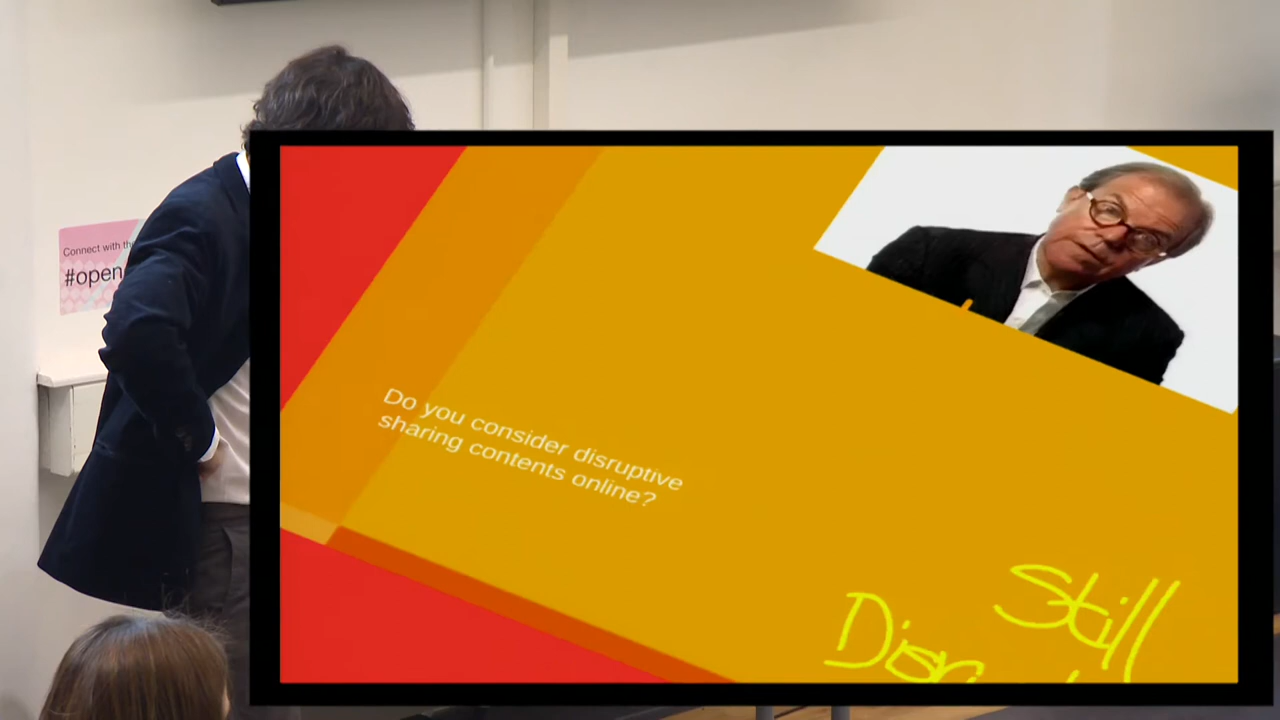 Connect with the
#open
Do you consider disruptive
sharing contents online?
Still